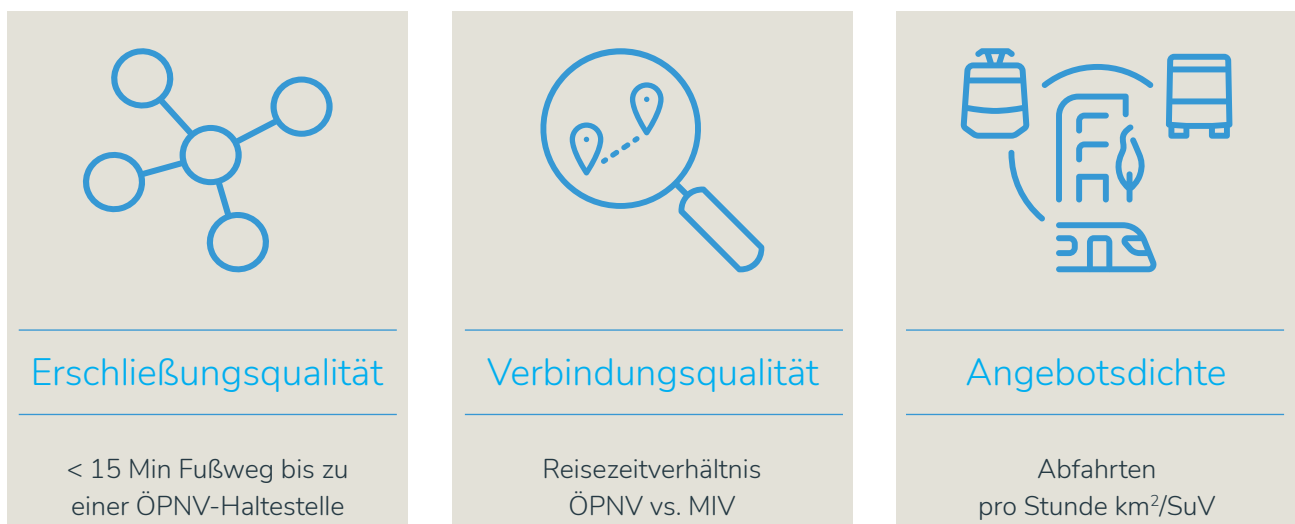 Erschließungsqualität
< 15 Min Fußweg bis zu
einer ÖPNV-Haltestelle
Verbindungsqualität
Reisezeitverhältnis
ÖPNV vs. MIV
Angebotsdichte
Abfahrten
pro Stunde km²/SuV